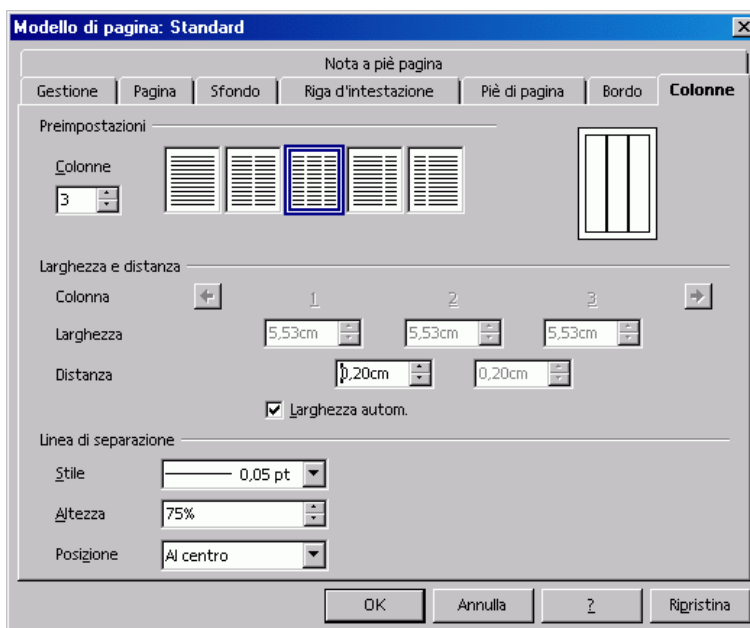 Modello di pagina: Standard
Nota a piè pagina
Gestione Pagina Sfondo Riga d'intestazione Piè di pagina Bordo Colonne
Preimpostazioni
Colonne
3
Larghezza e distanza
Colonna 1 2 3
Larghezza 5,53cm 5,53cm 5,53cm
Distanza 0,20cm 0,20cm
Larghezza autom.
Linea di separazione
Stile 0,05 pt
Altezza 75%
Posizione Al centro
OK Annulla ? Ripristina